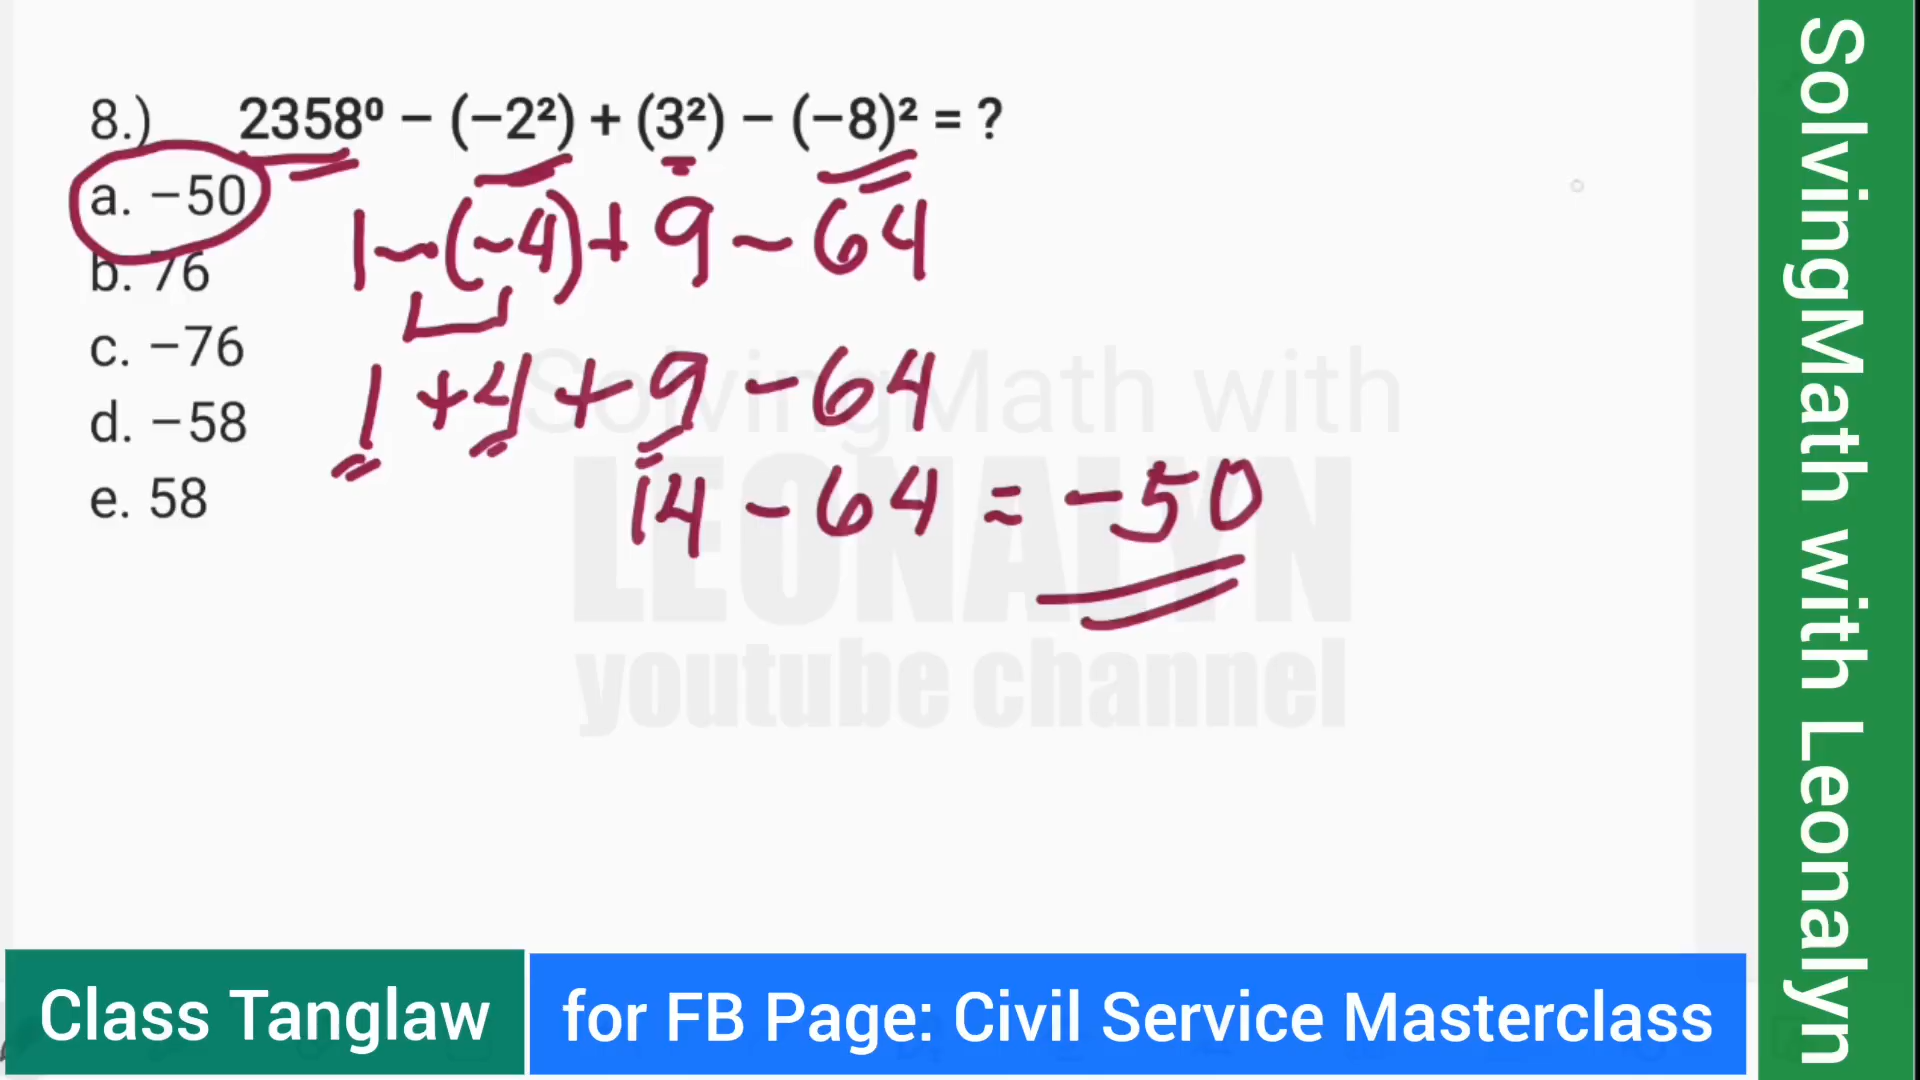 8.) 2358⁰ – (–2²) + (3²) – (–8)² = ?
a. –50
b. 76
c. –76
d. –58
e. 58
1 – (–4) + 9 – 64
1 + 4 + 9 – 64
14 – 64 = –50
SolvingMath with
LEONALYN
youtube channel
Class Tanglaw
for FB Page: Civil Service Masterclass
SolvingMath with Leonalyn